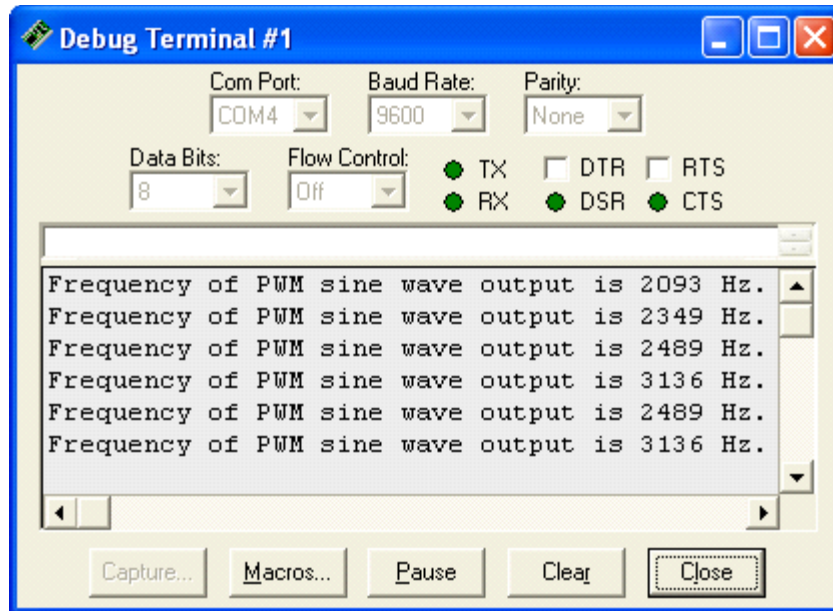 Debug Terminal #1
Com Port: Baud Rate: Parity:
COM4 9600 None
Data Bits: Flow Control: TX DTR RTS
8 Off RX DSR CTS
Frequency of PWM sine wave output is 2093 Hz.
Frequency of PWM sine wave output is 2349 Hz.
Frequency of PWM sine wave output is 2489 Hz.
Frequency of PWM sine wave output is 3136 Hz.
Frequency of PWM sine wave output is 2489 Hz.
Frequency of PWM sine wave output is 3136 Hz.
Capture... Macros... Pause Clear Close